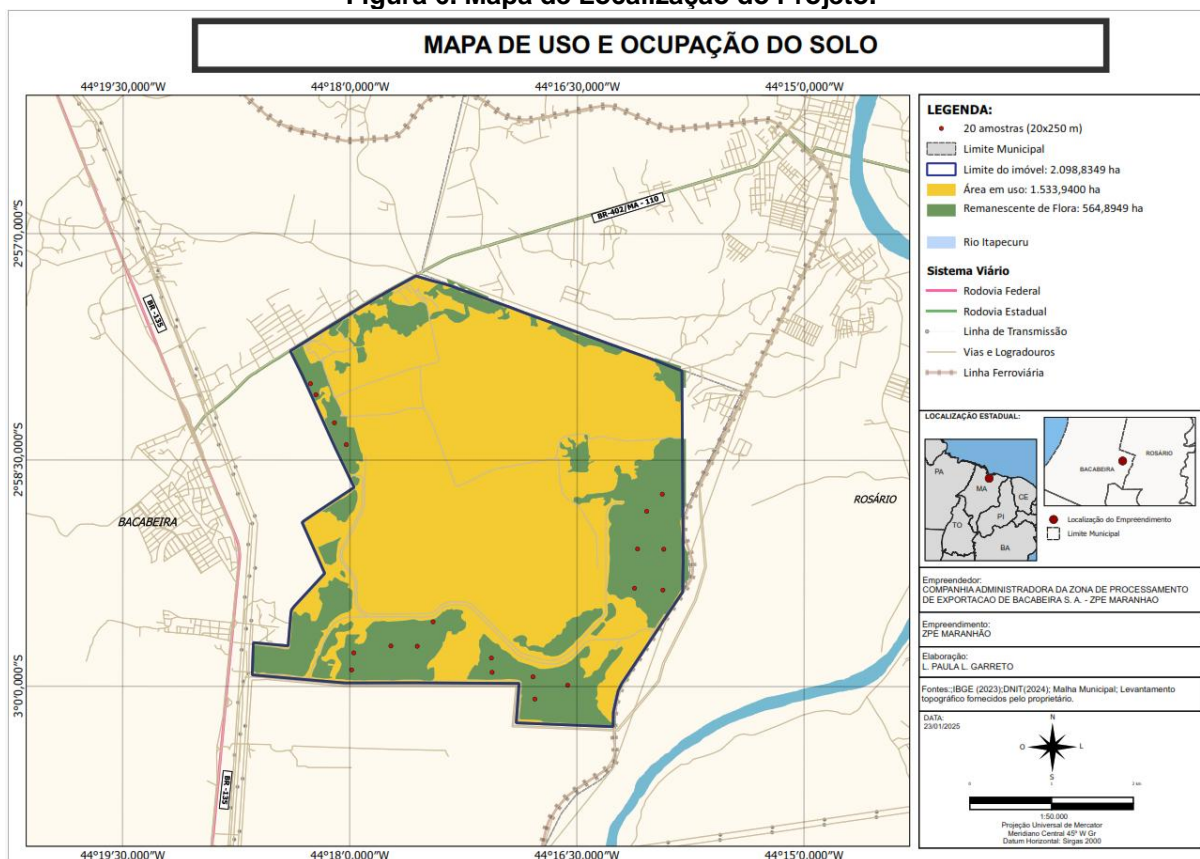 Figura 6. Mapa de Localização do Projeto.
MAPA DE USO E OCUPAÇÃO DO SOLO
44°19'30,000"W
44°18'0,000"W
44°16'30,000"W
44°15'0,000"W
2°57'0,000"S
2°58'30,000"S
3°0'0,000"S
BR-402/MA - 110
BR -135
BACABEIRA
ROSÁRIO
BR -135
44°19'30,000"W
44°18'0,000"W
44°16'30,000"W
44°15'0,000"W
LEGENDA:
20 amostras (20x250 m)
Limite Municipal
Limite do imóvel: 2.098,8349 ha
Área em uso: 1.533,9400 ha
Remanescente de Flora: 564,8949 ha
Rio Itapecuru
Sistema Viário
Rodovia Federal
Rodovia Estadual
Linha de Transmissão
Vias e Logradouros
Linha Ferroviária
LOCALIZAÇÃO ESTADUAL:
PA
MA
CE
TO
PI
BA
BACABEIRA
ROSÁRIO
Localização do Empreendimento
Limite Municipal
Empreendedor:
COMPANHIA ADMINISTRADORA DA ZONA DE PROCESSAMENTO
DE EXPORTACAO DE BACABEIRA S. A. - ZPE MARANHAO
Empreendimento:
ZPE MARANHÃO
Elaboração:
L. PAULA L. GARRETO
Fontes:;IBGE (2023);DNIT(2024); Malha Municipal; Levantamento
topográfico fornecidos pelo proprietário.
DATA:
23/01/2025
N
O
L
S
0 1 2 km
1:50.000
Projeção Universal de Mercator
Meridiano Central 45º W Gr
Datum Horizontal: Sirgas 2000